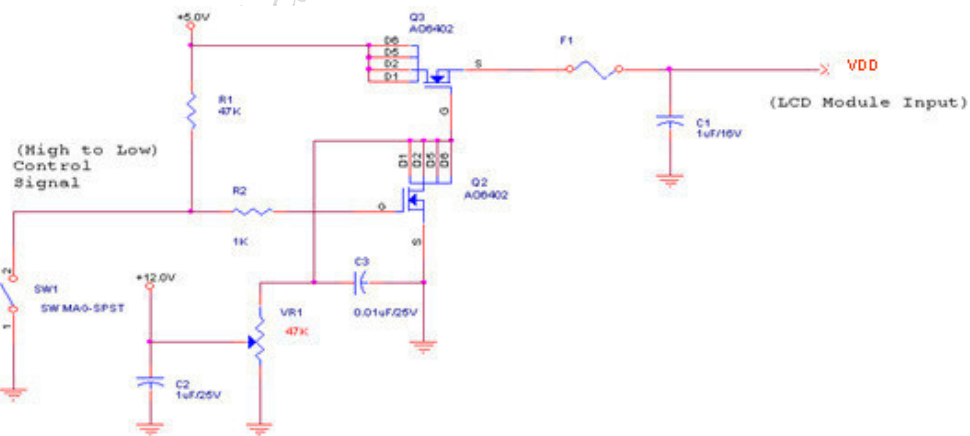 +5.0V
Q3
AO6402
D6
D5
D2
D1
S
G
F1
VDD
(LCD Module Input)
C1
1uF/16V
R1
47K
(High to Low)
Control
Signal
R2
1K
D1
D2
D5
D6
Q2
AO6402
G
S
2
SW1
SW MAG-SPST
1
+12.0V
C3
0.01uF/25V
VR1
47K
C2
1uF/25V